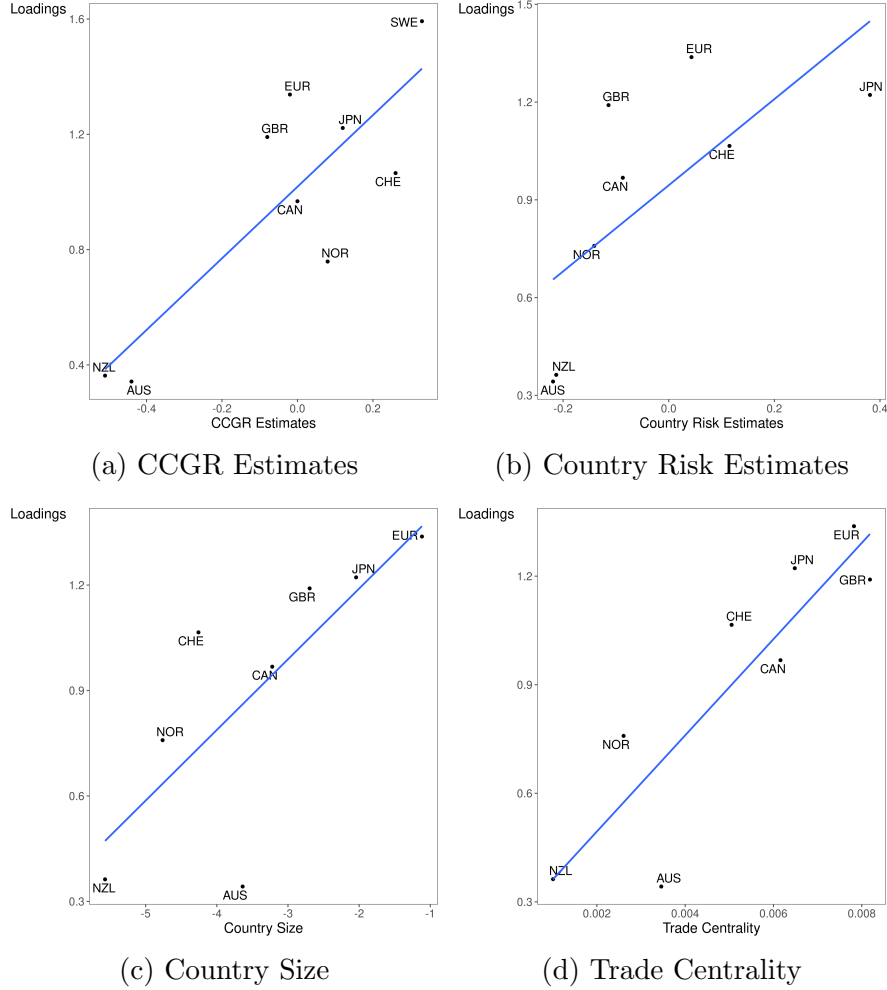 Loadings
1.6
1.2
0.8
0.4
SWE
EUR
GBR
JPN
CHE
CAN
NOR
NZL
AUS
-0.4
-0.2
0.0
0.2
CCGR Estimates
(a) CCGR Estimates
Loadings
1.5
1.2
0.9
0.6
0.3
EUR
JPN
GBR
CHE
CAN
NOR
NZL
AUS
-0.2
0.0
0.2
0.4
Country Risk Estimates
(b) Country Risk Estimates
Loadings
1.2
0.9
0.6
0.3
EUR
JPN
GBR
CHE
CAN
NOR
NZL
AUS
-5
-4
-3
-2
-1
Country Size
(c) Country Size
Loadings
1.2
0.9
0.6
0.3
EUR
JPN
GBR
CHE
CAN
NOR
NZL
AUS
0.002
0.004
0.006
0.008
Trade Centrality
(d) Trade Centrality